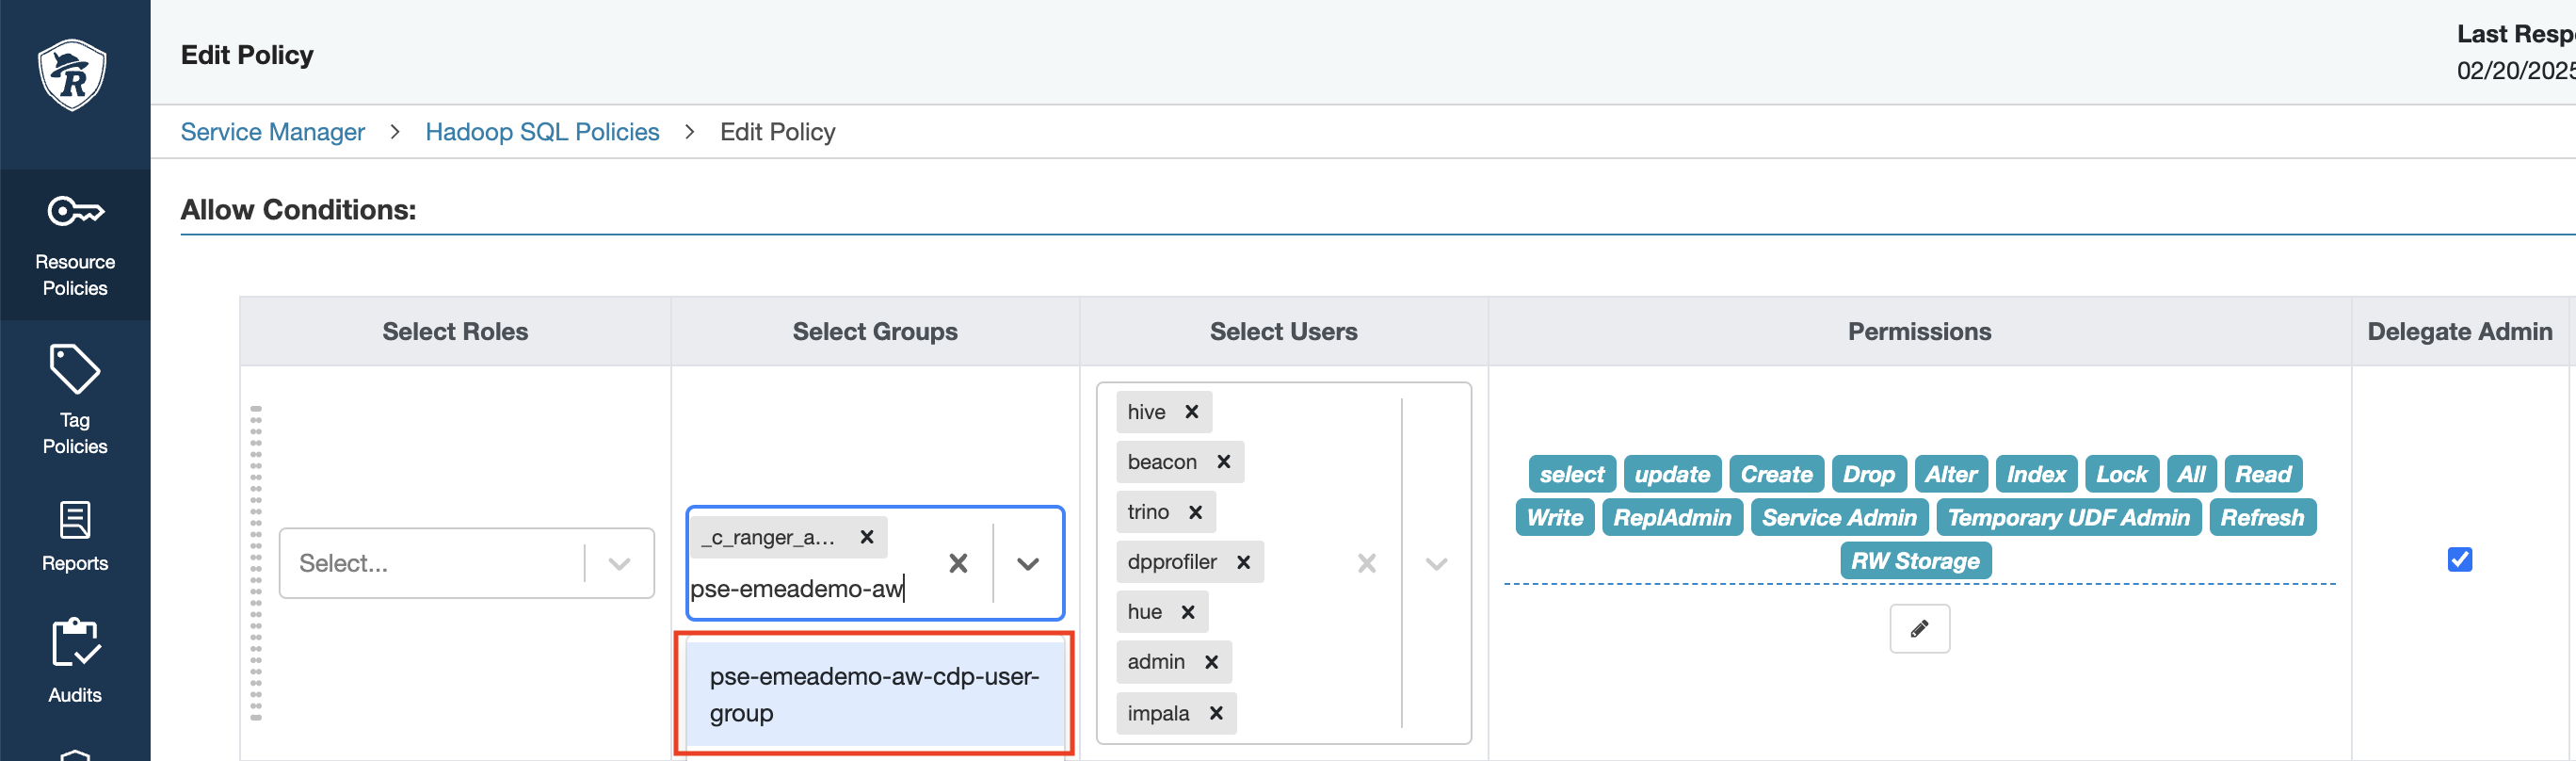 Edit Policy
Last Resp
02/20/2025
Service Manager > Hadoop SQL Policies > Edit Policy
Resource
Policies
Tag
Policies
Reports
Audits
Allow Conditions:
Select Roles
Select Groups
Select Users
Permissions
Delegate Admin
Select...
_c_ranger_a...
pse-emeademo-aw
pse-emeademo-aw-cdp-user-
group
hive
beacon
trino
dpprofiler
hue
admin
impala
select update Create Drop Alter Index Lock All Read
Write ReplAdmin Service Admin Temporary UDF Admin Refresh
RW Storage